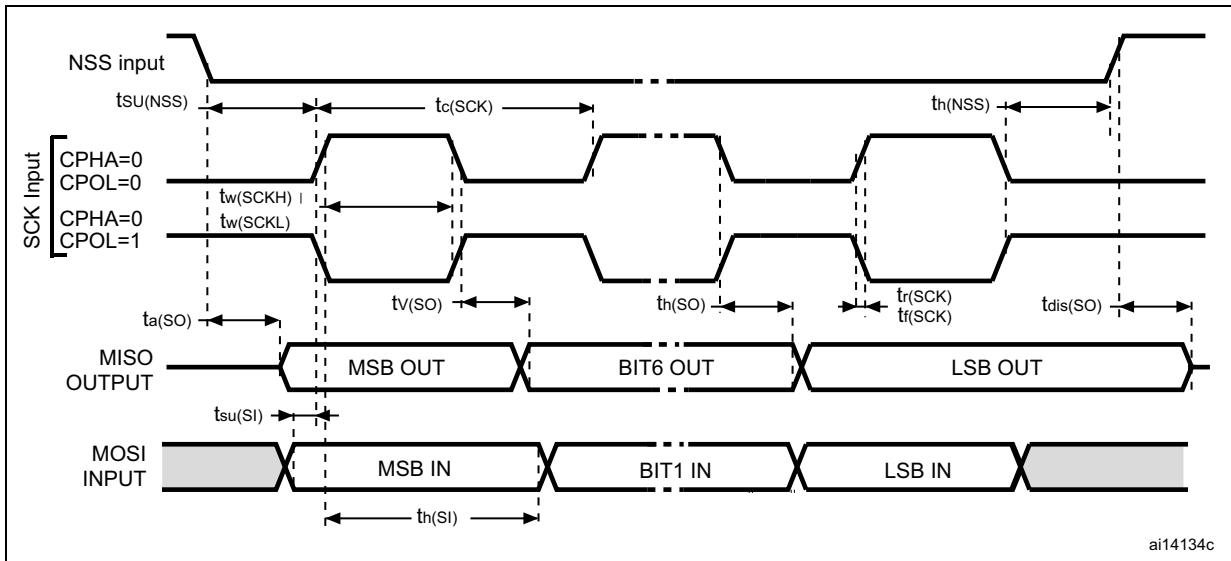 NSS input
tSU(NSS)
tc(SCK)
th(NSS)
SCK Input
CPHA=0
CPOL=0
tw(SCKH)
CPHA=0
tw(SCKL)
CPOL=1
tV(SO)
th(SO)
tr(SCK)
tf(SCK)
ta(SO)
tdis(SO)
MISO
OUTPUT
MSB OUT
BIT6 OUT
LSB OUT
tsu(SI)
MOSI
INPUT
MSB IN
BIT1 IN
LSB IN
th(SI)
ai14134c